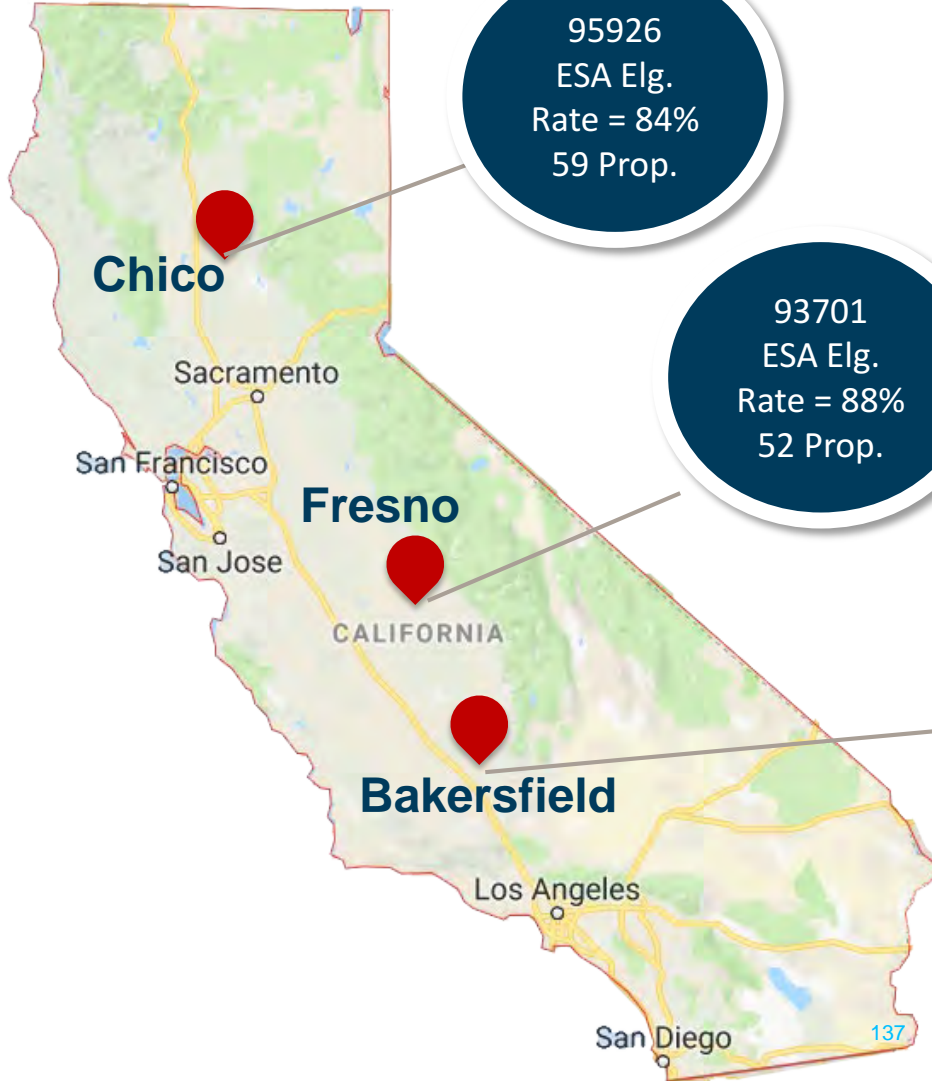 95926
ESA Elg.
Rate = 84%
59 Prop.
Chico
93701
ESA Elg.
Rate = 88%
52 Prop.
Sacramento
San Francisco
Fresno
San Jose
CALIFORNIA
Bakersfield
Los Angeles
San Diego
137